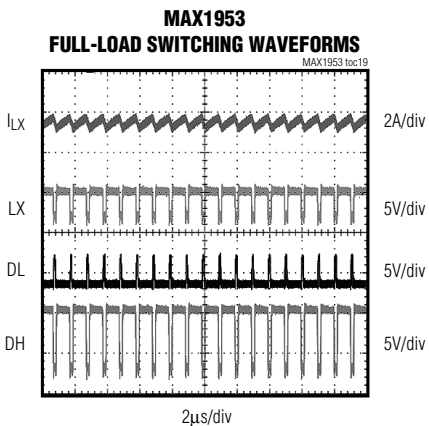 MAX1953
FULL-LOAD SWITCHING WAVEFORMS
MAX1953 toc19
ILX 2A/div
LX 5V/div
DL 5V/div
DH 5V/div
2μs/div